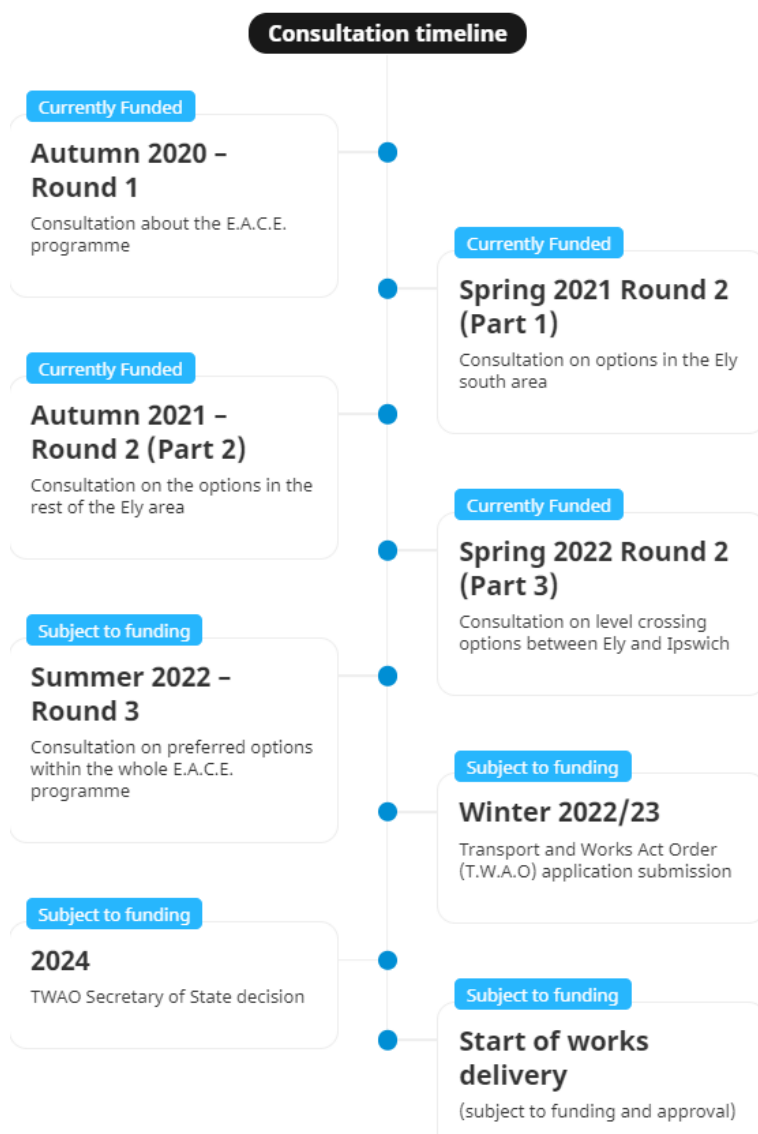 Consultation timeline
Currently Funded
Autumn 2020 –
Round 1
Consultation about the E.A.C.E.
programme
Currently Funded
Spring 2021 Round 2
(Part 1)
Consultation on options in the Ely
south area
Currently Funded
Autumn 2021 –
Round 2 (Part 2)
Consultation on the options in the
rest of the Ely area
Currently Funded
Spring 2022 Round 2
(Part 3)
Consultation on level crossing
options between Ely and Ipswich
Subject to funding
Summer 2022 –
Round 3
Consultation on preferred options
within the whole E.A.C.E.
programme
Subject to funding
Winter 2022/23
Transport and Works Act Order
(T.W.A.O) application submission
Subject to funding
2024
TWAO Secretary of State decision
Subject to funding
Start of works
delivery
(subject to funding and approval)